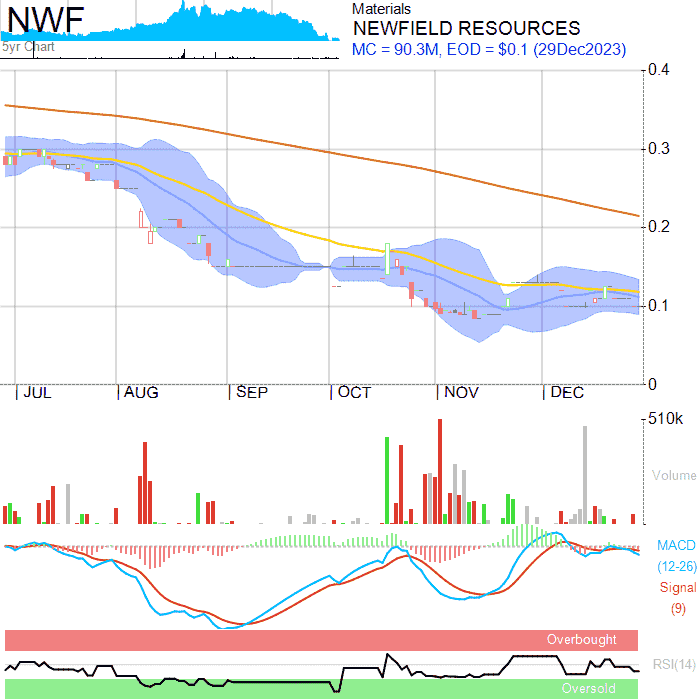 NWF
5yr Chart
Materials
NEWFIELD RESOURCES
MC = 90.3M, EOD = $0.1 (29Dec2023)
0.4
0.3
0.2
0.1
0
JUL AUG SEP OCT NOV DEC
510k
Volume
MACD
(12-26)
Signal
(9)
Overbought
RSI(14)
Oversold